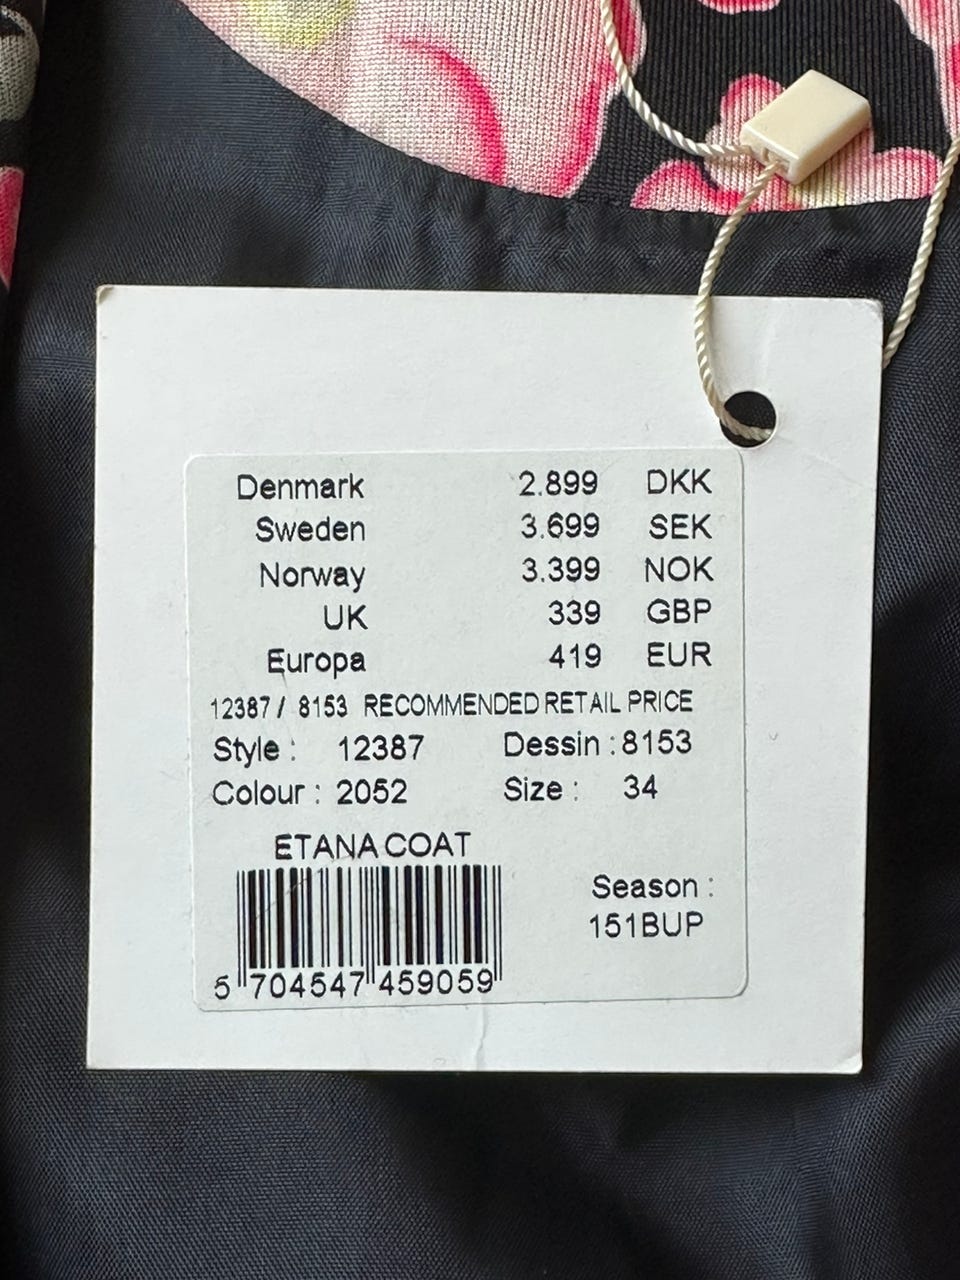 Denmark 2.899 DKK
Sweden 3.699 SEK
Norway 3.399 NOK
UK 339 GBP
Europa 419 EUR
12387 / 8153 RECOMMENDED RETAIL PRICE
Style : 12387 Dessin : 8153
Colour : 2052 Size : 34
ETANA COAT
Season :
151BUP
5 704547 459059